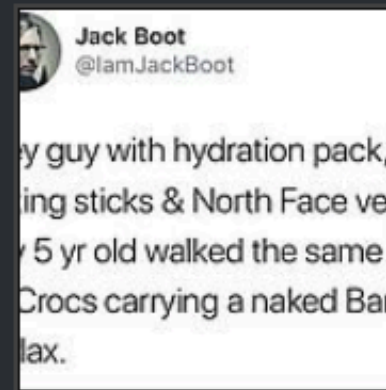 Jack Boot
@IamJackBoot
y guy with hydration pack,
ing sticks & North Face ve
5 yr old walked the same
Crocs carrying a naked Bar
lax.